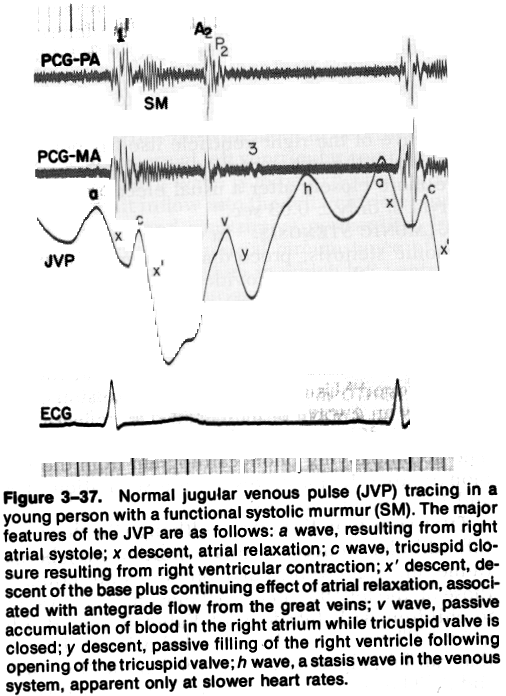 1 A2
P2
PCG-PA
SM
PCG-MA 3
a c v y h a x c
x x' x'
JVP
ECG
Figure 3–37. Normal jugular venous pulse (JVP) tracing in a
young person with a functional systolic murmur (SM). The major
features of the JVP are as follows: a wave, resulting from right
atrial systole; x descent, atrial relaxation; c wave, tricuspid clo-
sure resulting from right ventricular contraction; x' descent, de-
scent of the base plus continuing effect of atrial relaxation, associ-
ated with antegrade flow from the great veins; v wave, passive
accumulation of blood in the right atrium while tricuspid valve is
closed; y descent, passive filling of the right ventricle following
opening of the tricuspid valve; h wave, a stasis wave in the venous
system, apparent only at slower heart rates.